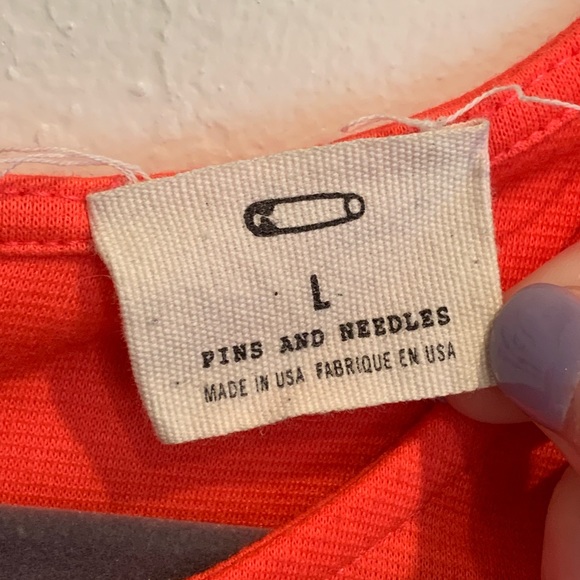 L
PINS AND NEEDLES
MADE IN USA FABRIQUE EN USA